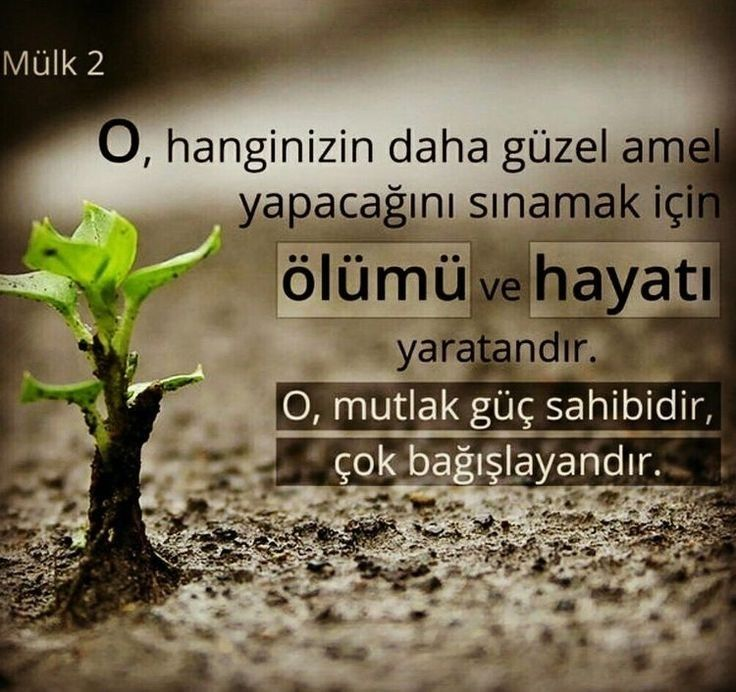 Mülk 2
O, hanginizin daha güzel amel
yapacağını sınamak için
ölümü ve hayatı
yaratandır.
O, mutlak güç sahibidir,
çok bağışlayandır.